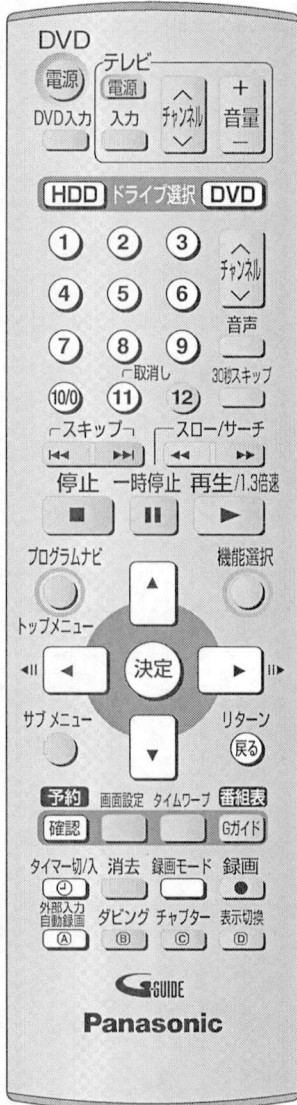 DVD
テレビ
電源 電源 チャンネル + 音量 −
DVD入力 入力
HDD ドライブ選択 DVD
1 2 3
チャンネル
4 5 6
音声
7 8 9
取消し 30秒スキップ
10/0 11 12
スキップ スロー/サーチ
停止 一時停止 再生/1.3倍速
プログラムナビ 機能選択
トップメニュー
決定
サブ メニュー リターン
戻る
予約 画面設定 タイムワープ 番組表
確認 Gガイド
タイマー切/入 消去 録画モード 録画
外部入力
自動録画 ダビング チャプター 表示切換
A B C D
G-GUIDE
Panasonic